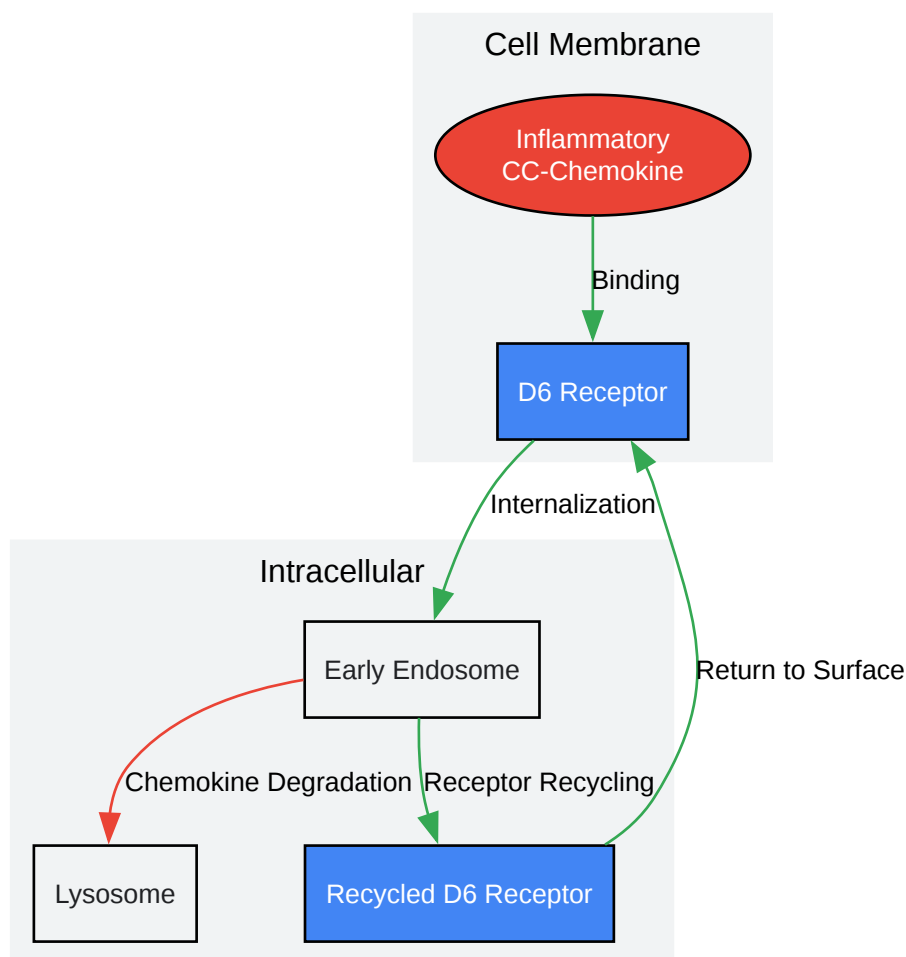 Cell Membrane
Inflammatory
CC-Chemokine
Binding
D6 Receptor
Internalization
Intracellular
Early Endosome
Return to Surface
Chemokine Degradation
Receptor Recycling
Lysosome
Recycled D6 Receptor